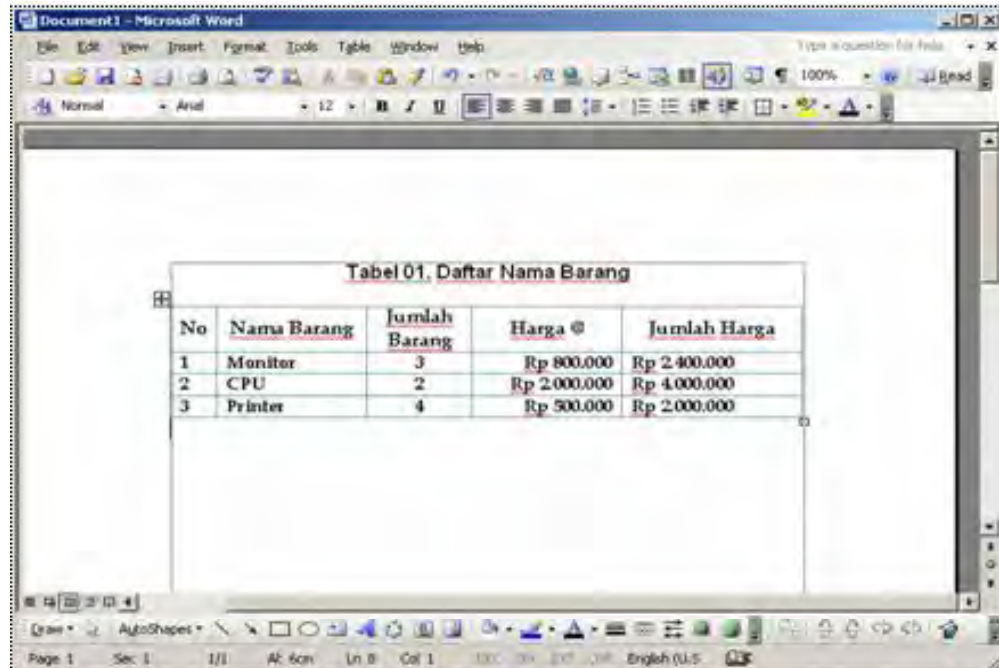 Document1 - Microsoft Word
File Edit View Insert Format Tools Table Window Help Type a question for help
100% Read
Normal Arial 12 B I U A
Tabel 01. Daftar Nama Barang
No Nama Barang Jumlah Barang Harga @ Jumlah Harga
1 Monitor 3 Rp 800.000 Rp 2.400.000
2 CPU 2 Rp 2.000.000 Rp 4.000.000
3 Printer 4 Rp 500.000 Rp 2.000.000
Draw AutoShapes A
Page 1 Sec 1 1/1 At 6cm Ln 8 Col 1 English (U.S